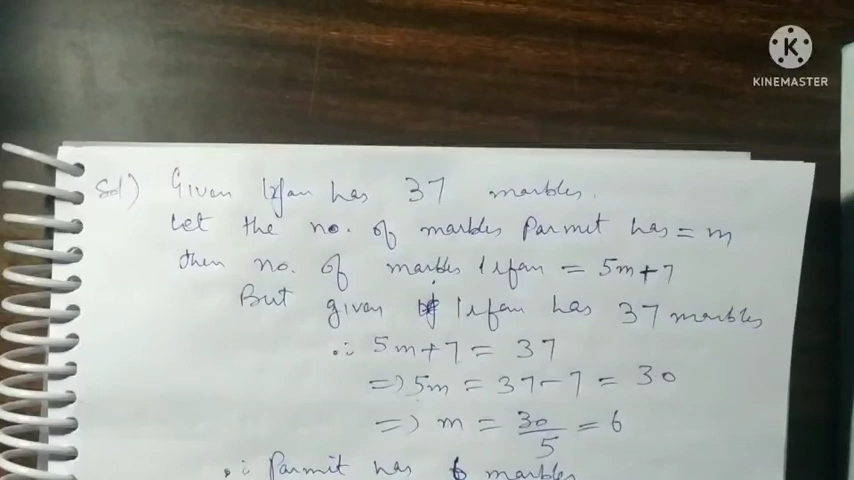 KINEMASTER
Sol) Given Irfan has 37 marbles.
Let the no. of marbles Parmit has = m
then no. of marbles Irfan = 5m+7
But given Irfan has 37 marbles
∴ 5m+7 = 37
=> 5m = 37-7 = 30
=> m = 30/5 = 6
∴ Parmit has 6 marbles